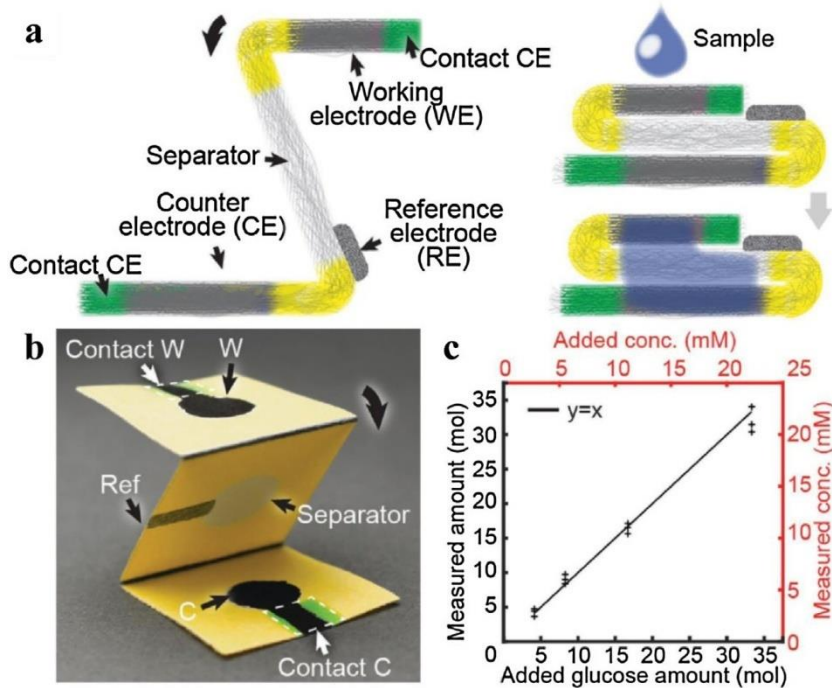 a
Contact CE
Working
electrode (WE)
Separator
Counter
electrode (CE)
Reference
electrode
(RE)
Contact CE
Sample
b
Contact W
W
Ref
Separator
C
Contact C
c
Added conc. (mM)
0 5 10 15 20 25
Measured amount (mol)
35
30
25
20
15
10
5
0
y=x
Measured conc. (mM)
20
15
10
5
0
0 5 10 15 20 25 30 35
Added glucose amount (mol)